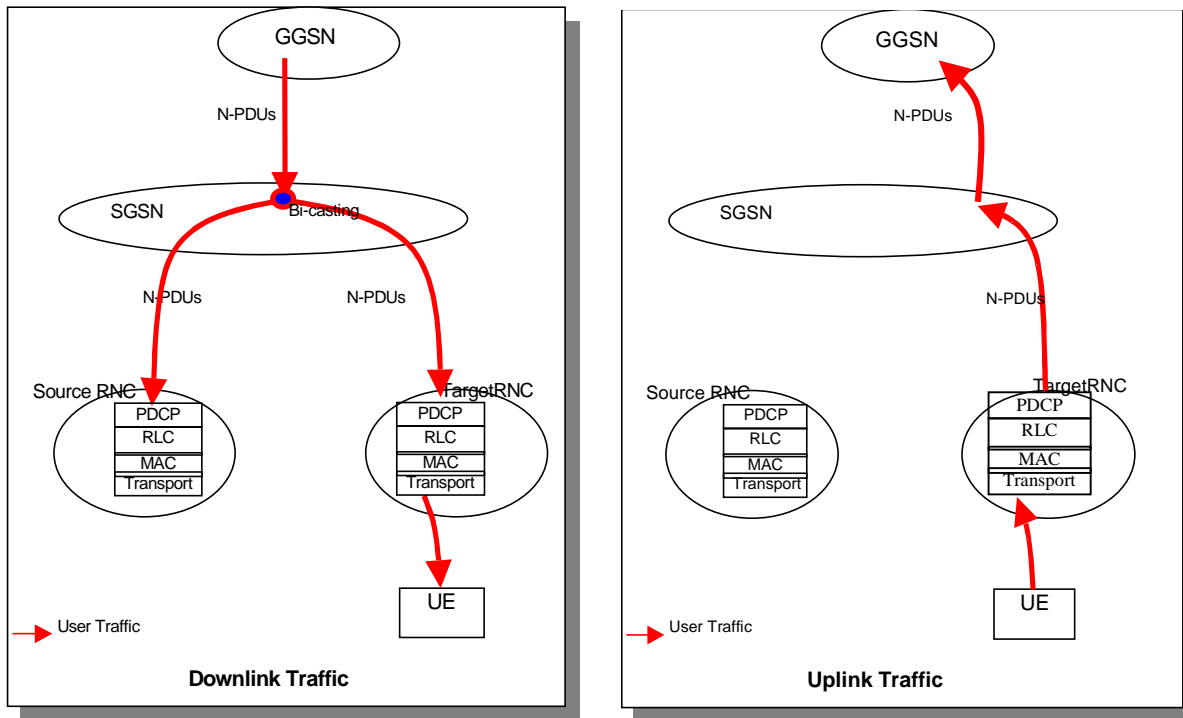 GGSN
N-PDUs
SGSN
Bi-casting
N-PDUs
N-PDUs
Source RNC
TargetRNC
PDCP
RLC
MAC
Transport
PDCP
RLC
MAC
Transport
UE
User Traffic
Downlink Traffic
GGSN
N-PDUs
SGSN
N-PDUs
Source RNC
TargetRNC
PDCP
RLC
MAC
Transport
PDCP
RLC
MAC
Transport
UE
User Traffic
Uplink Traffic